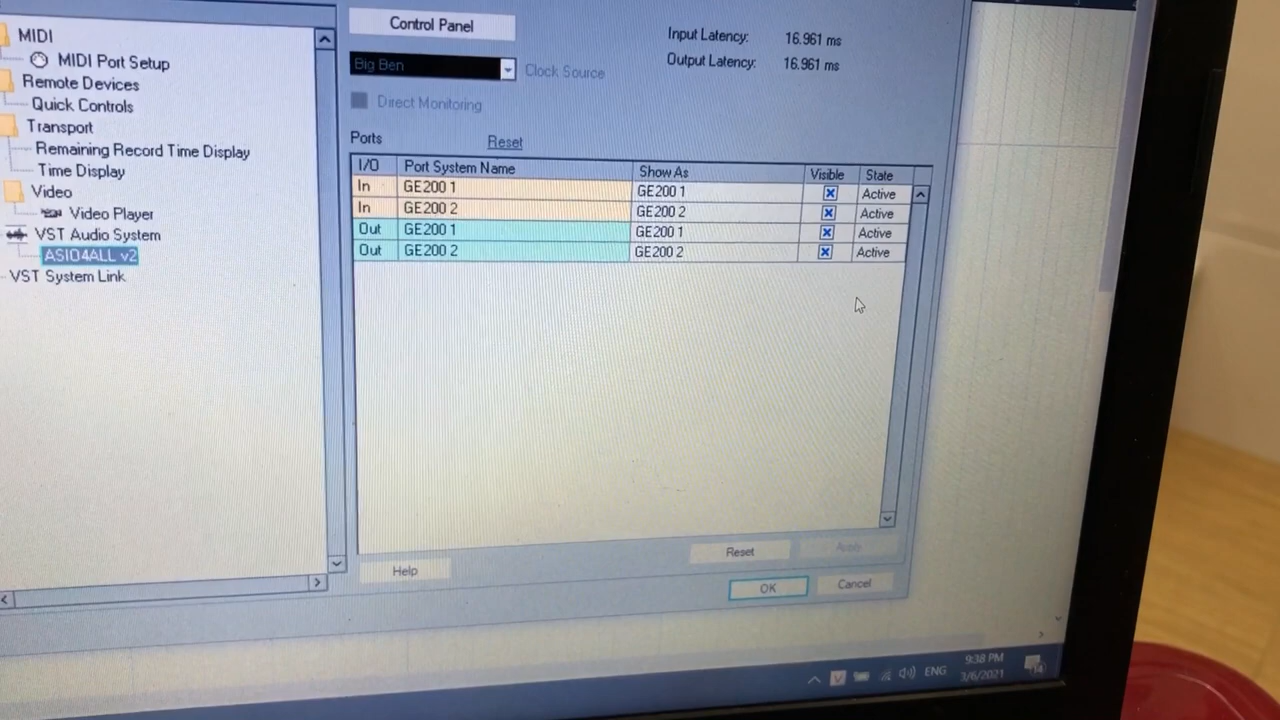 MIDI
MIDI Port Setup
Remote Devices
Quick Controls
Transport
Remaining Record Time Display
Time Display
Video
Video Player
VST Audio System
ASIO4ALL v2
VST System Link
Control Panel
Input Latency: 16.961 ms
Output Latency: 16.961 ms
Big Ben Clock Source
Direct Monitoring
Ports Reset
I/O Port System Name Show As Visible State
In GE200 1 GE200 1 Active
In GE200 2 GE200 2 Active
Out GE200 1 GE200 1 Active
Out GE200 2 GE200 2 Active
Reset Apply
Help OK Cancel
ENG 9:38 PM
3/6/2021